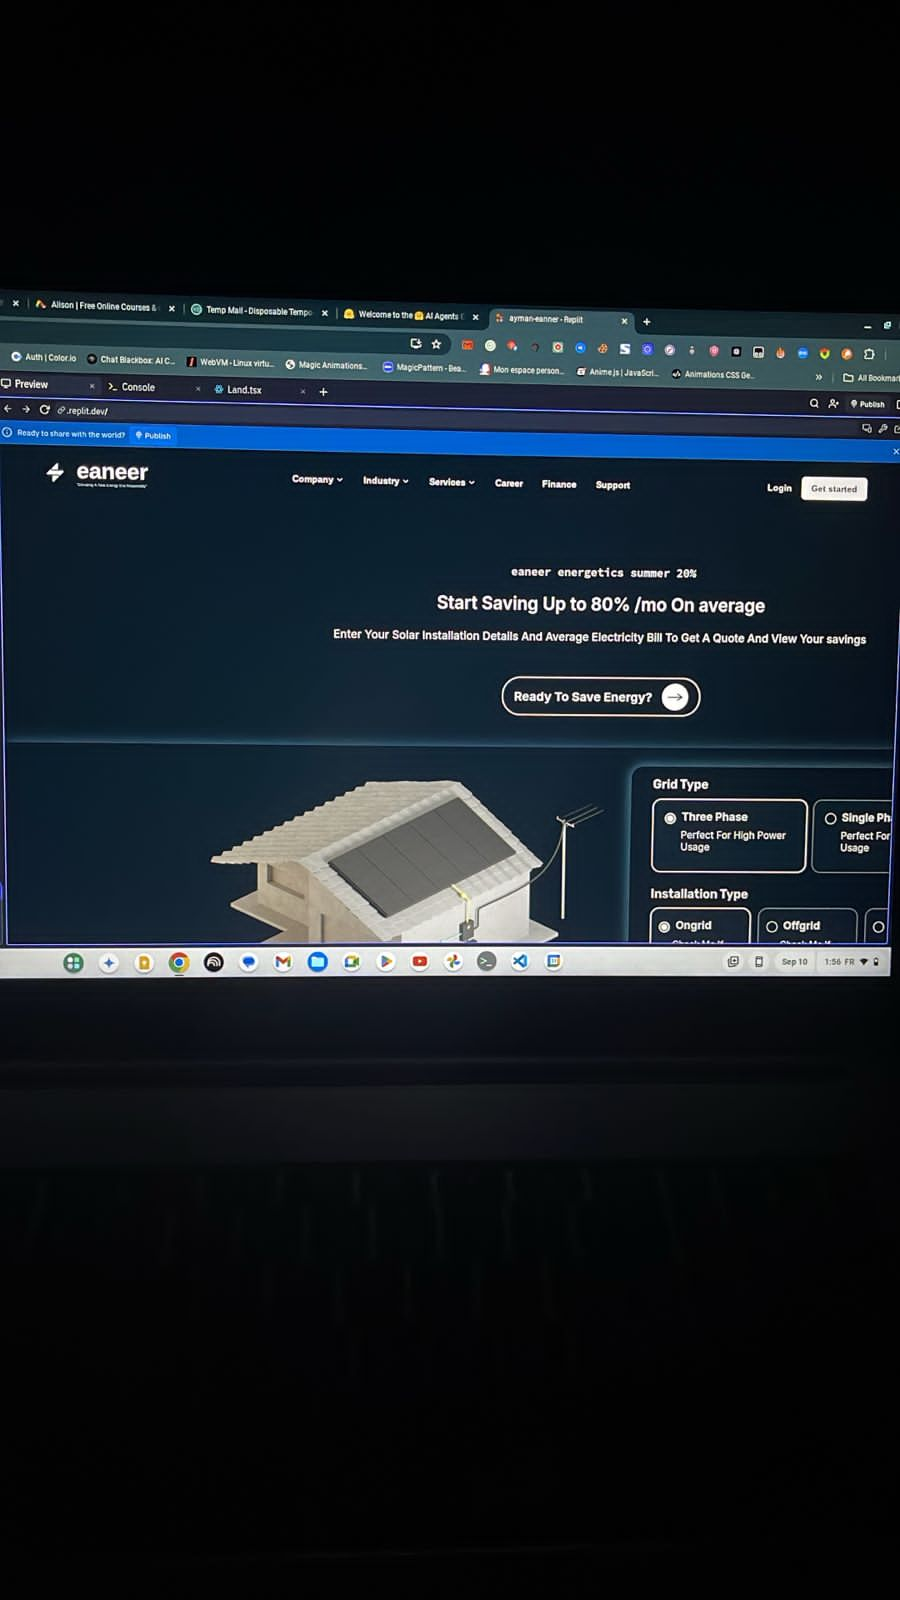 Alison | Free Online Courses &
Temp Mail - Disposable Tempo
Welcome to the 🤗 AI Agents
ayman-eanner - Replit
Auth | Color.io
Chat Blackbox: AI C...
WebVM - Linux virtu...
Magic Animations...
MagicPattern - Bea...
Mon espace person...
Anime.js | JavaScri...
Animations CSS Ge...
»
All Bookmar
Preview
Console
Land.tsx
.replit.dev/
Publish
Ready to share with the world?
Publish
eaneer
Company
Industry
Services
Career
Finance
Support
Login
Get started
eaneer energetics summer 20%
Start Saving Up to 80% /mo On average
Enter Your Solar Installation Details And Average Electricity Bill To Get A Quote And View Your savings
Ready To Save Energy?
Grid Type
Three Phase
Perfect For High Power
Usage
Single Ph
Perfect For
Usage
Installation Type
Ongrid
Offgrid
Sep 10
1:56 FR